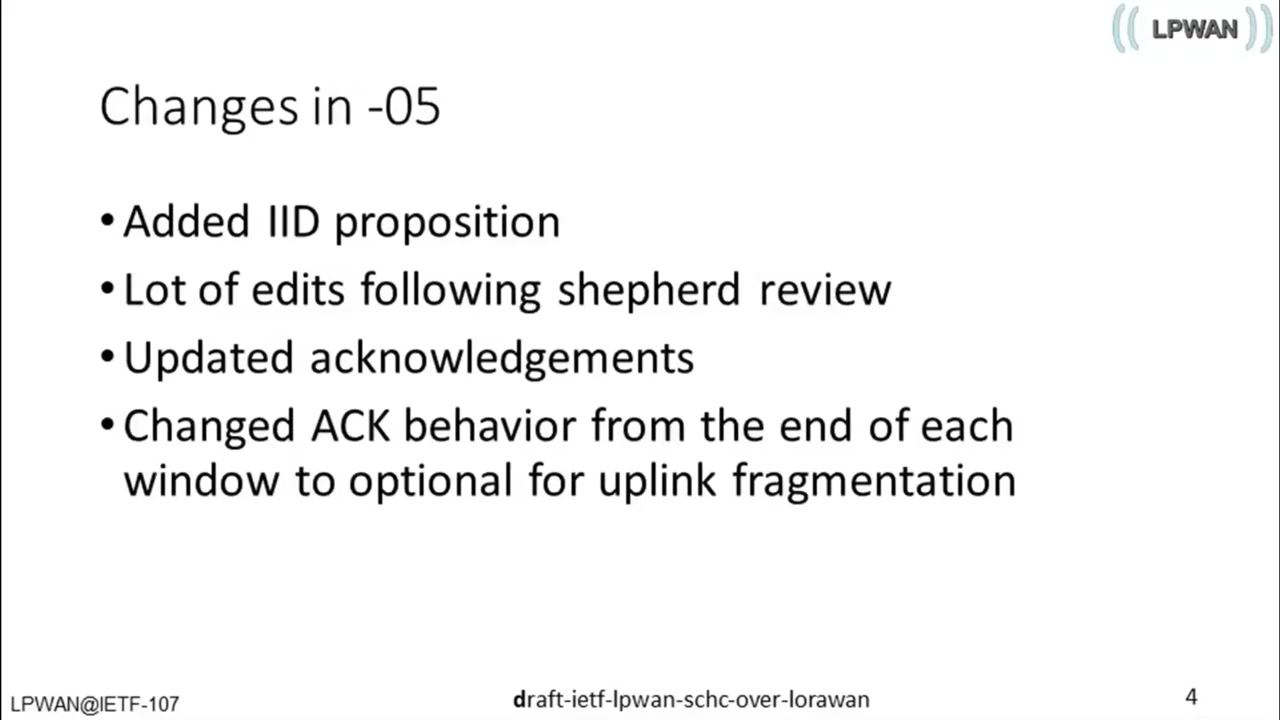 ((LPWAN))
Changes in -05
• Added IID proposition
• Lot of edits following shepherd review
• Updated acknowledgements
• Changed ACK behavior from the end of each
window to optional for uplink fragmentation
LPWAN@IETF-107
draft-ietf-lpwan-schc-over-lorawan
4